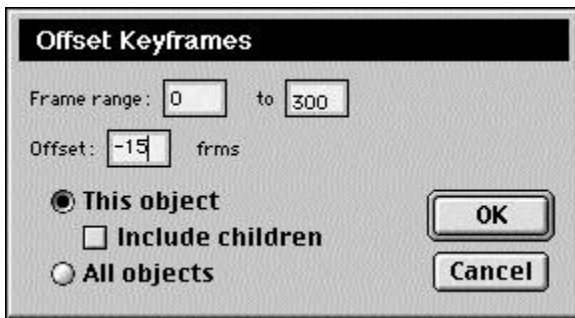 Offset Keyframes
Frame range: 0 to 300
Offset: -15 frms
This object
OK
Include children
All objects
Cancel